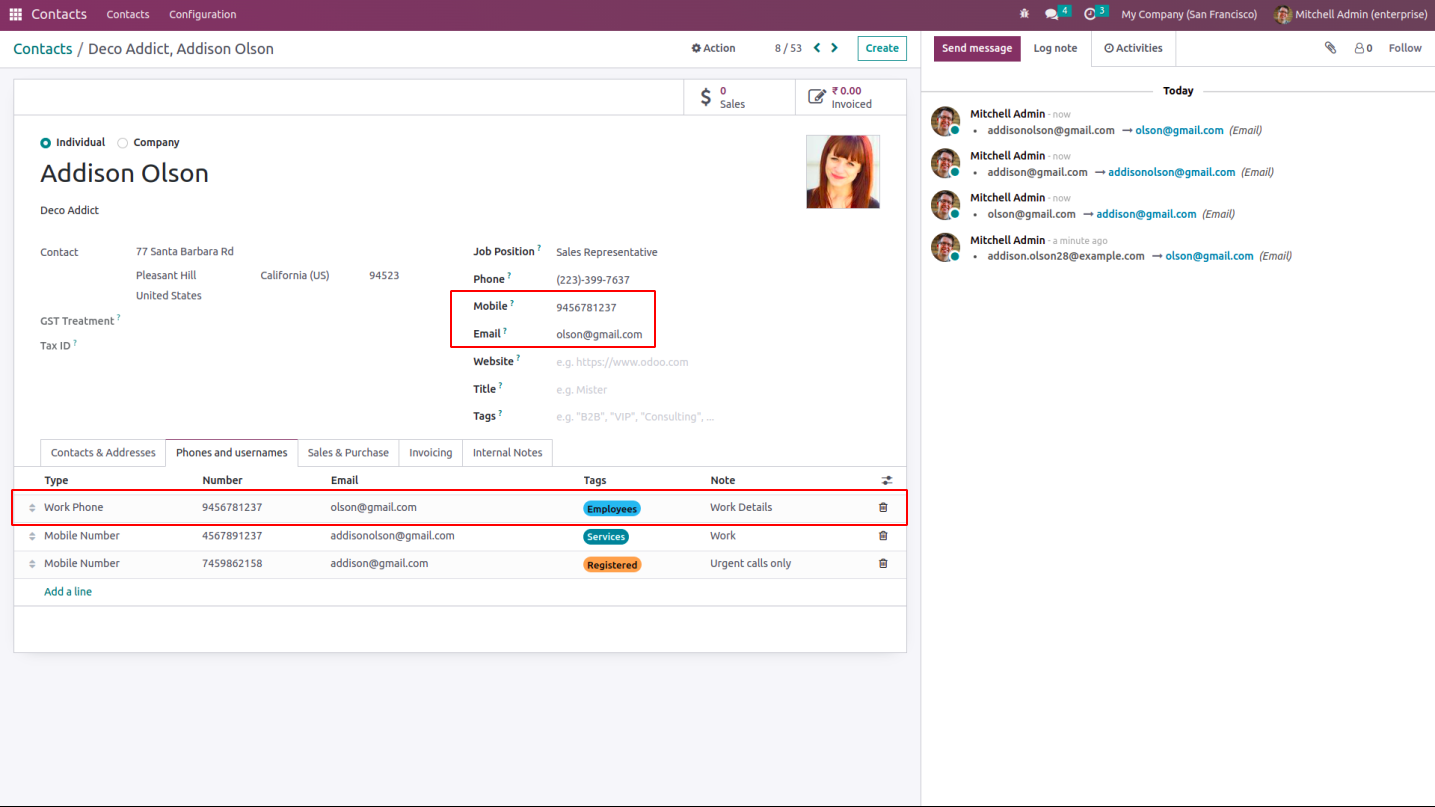 Contacts Contacts Configuration 4 3 My Company (San Francisco) Mitchell Admin (enterprise)
Contacts / Deco Addict, Addison Olson Action 8 / 53 Create
Send message Log note Activities 0 Follow
0 Sales
₹ 0.00 Invoiced
Individual Company
Addison Olson
Deco Addict
Contact 77 Santa Barbara Rd
Pleasant Hill California (US) 94523
United States
GST Treatment ?
Tax ID ?
Job Position ? Sales Representative
Phone ? (223)-399-7637
Mobile ? 9456781237
Email ? olson@gmail.com
Website ? e.g. https://www.odoo.com
Title ? e.g. Mister
Tags ? e.g. "B2B", "VIP", "Consulting", ...
Contacts & Addresses Phones and usernames Sales & Purchase Invoicing Internal Notes
Type Number Email Tags Note
Work Phone 9456781237 olson@gmail.com Employees Work Details
Mobile Number 4567891237 addisonolson@gmail.com Services Work
Mobile Number 7459862158 addison@gmail.com Registered Urgent calls only
Add a line
Today
Mitchell Admin - now
• addisonolson@gmail.com → olson@gmail.com (Email)
Mitchell Admin - now
• addison@gmail.com → addisonolson@gmail.com (Email)
Mitchell Admin - now
• olson@gmail.com → addison@gmail.com (Email)
Mitchell Admin - a minute ago
• addison.olson28@example.com → olson@gmail.com (Email)